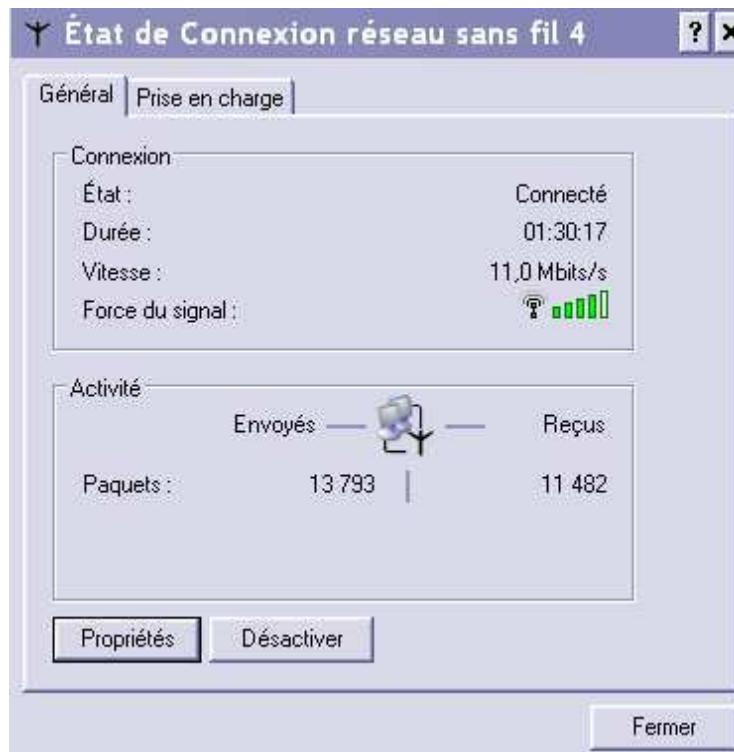 État de Connexion réseau sans fil 4 ?
Général Prise en charge
Connexion
État : Connecté
Durée : 01:30:17
Vitesse : 11,0 Mbits/s
Force du signal :
Activité
Envoyés Reçus
Paquets : 13 793 11 482
Propriétés Désactiver
Fermer